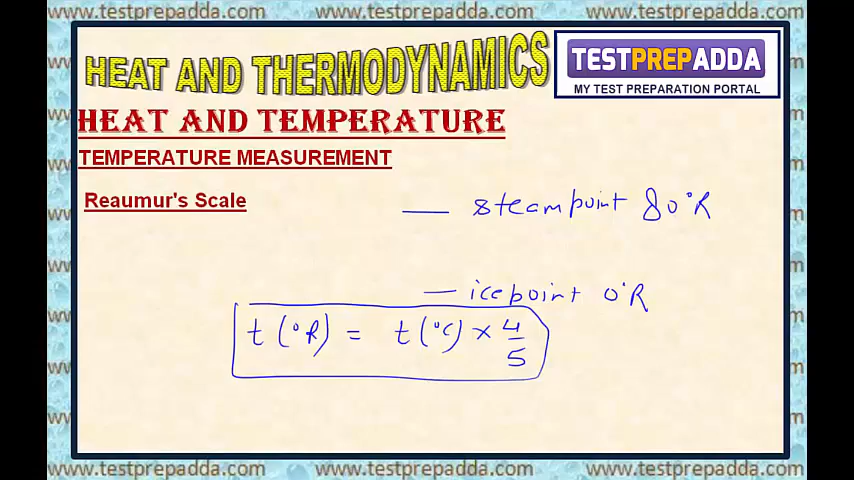 www.testprepadda.com www.testprepadda.com www.testprepadda.com
HEAT AND THERMODYNAMICS
TESTPREPADDA
MY TEST PREPARATION PORTAL
HEAT AND TEMPERATURE
TEMPERATURE MEASUREMENT
Reaumur's Scale
steampoint 80°R
icepoint 0°R
t (°R) = t (°C) × 4/5
www.testprepadda.com www.testprepadda.com www.testprepadda.com